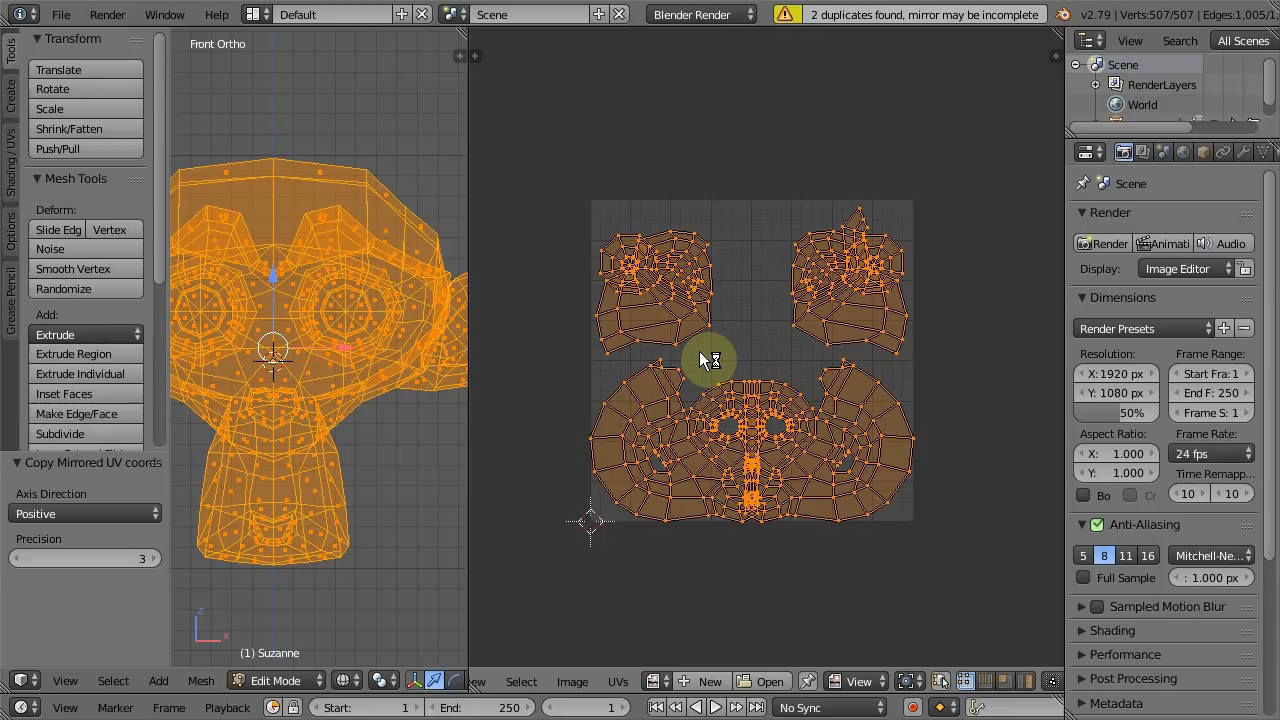 File Render Window Help Default Scene Blender Render 2 duplicates found, mirror may be incomplete v2.79 | Verts:507/507 | Edges:1,005/1,
Tools
Create
Shading / UVs
Options
Grease Pencil
Transform
Translate
Rotate
Scale
Shrink/Fatten
Push/Pull
Mesh Tools
Deform:
Slide Edg Vertex
Noise
Smooth Vertex
Randomize
Add:
Extrude
Extrude Region
Extrude Individual
Inset Faces
Make Edge/Face
Subdivide
Copy Mirrored UV coords
Axis Direction
Positive
Precision
3
Front Ortho
z
x
(1) Suzanne
View Search All Scenes
Scene
RenderLayers
World
Scene
Render
Render Animati Audio
Display: Image Editor
Dimensions
Render Presets
Resolution: Frame Range:
X: 1920 px Start Fra: 1
Y: 1080 px End F: 250
50% Frame S: 1
Aspect Ratio: Frame Rate:
X: 1.000 24 fps
Y: 1.000 Time Remapp...
Bo Cr 10 10
Anti-Aliasing
5 8 11 16 Mitchell-Ne...
Full Sample : 1.000 px
Sampled Motion Blur
Shading
Performance
Post Processing
Metadata
View Select Add Mesh Edit Mode ew Select Image UVs New Open View
View Marker Frame Playback Start: 1 End: 250 1 No Sync